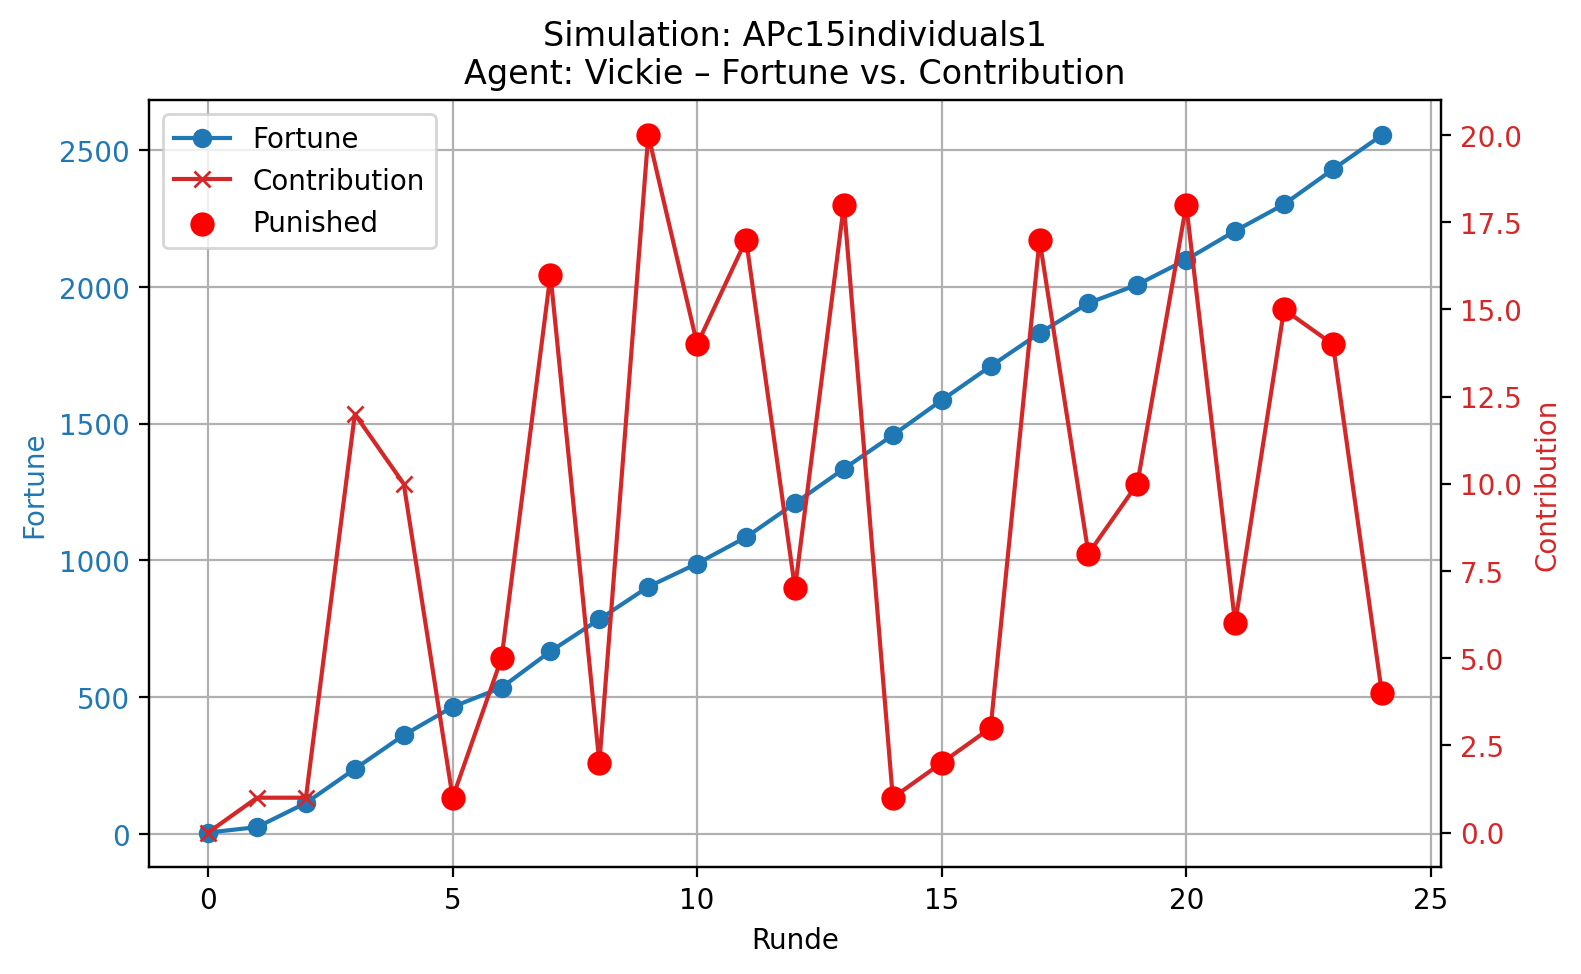 Simulation: APc15individuals1
Agent: Vickie – Fortune vs. Contribution
Fortune
Contribution
Punished
2500
2000
1500
1000
500
0
Fortune
20.0
17.5
15.0
12.5
10.0
7.5
5.0
2.5
0.0
Contribution
0 5 10 15 20 25
Runde